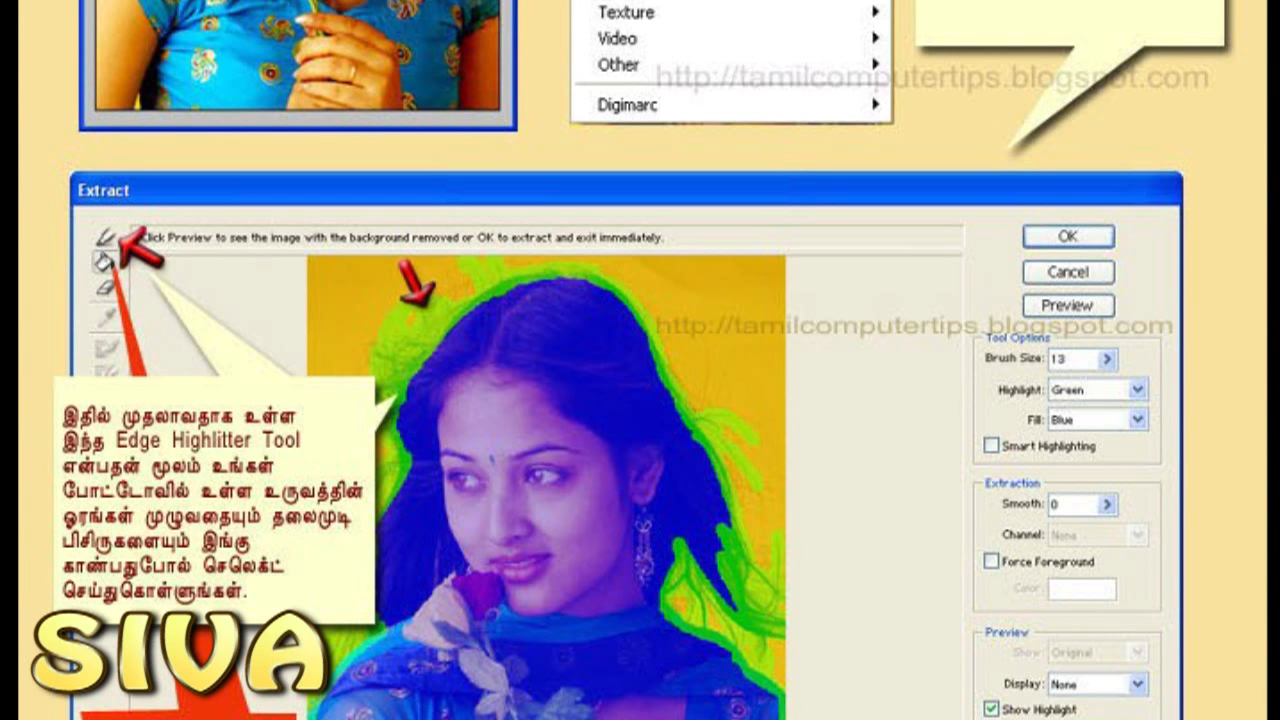 Texture
Video
Other
http://tamilcomputertips.blogspot.com
Digimarc
Extract
Click Preview to see the image with the background removed or OK to extract and exit immediately.
OK
Cancel
Preview
http://tamilcomputertips.blogspot.com
Tool Options
Brush Size: 13
Highlight: Green
Fill: Blue
Smart Highlighting
Extraction
Smooth: 0
Channel: None
Force Foreground
Color:
Preview
Show: Original
Display: None
Show Highlight
இதில் முதலாவதாக உள்ள
இந்த Edge Highlitter Tool
என்பதன் மூலம் உங்கள்
போட்டோவில் உள்ள உருவத்தின்
ஓரங்கள் முழுவதையும் தலைமுடி
பிசிருகளையும் இங்கு
காண்பதுபோல் செலெக்ட்
செய்துகொள்ளுங்கள்.
SIVA